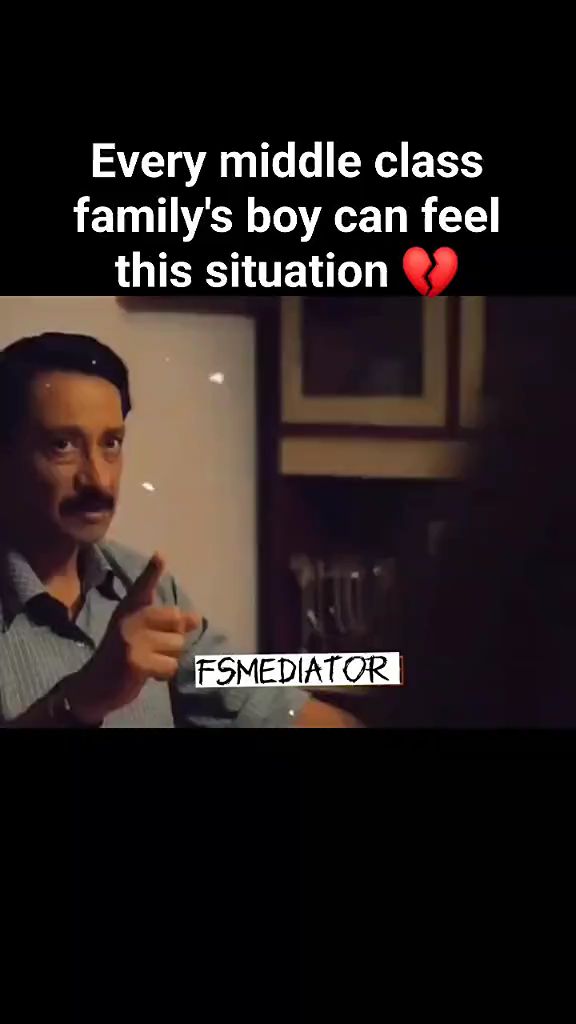 Every middle class
family's boy can feel
this situation 💔
FSMEDIATOR